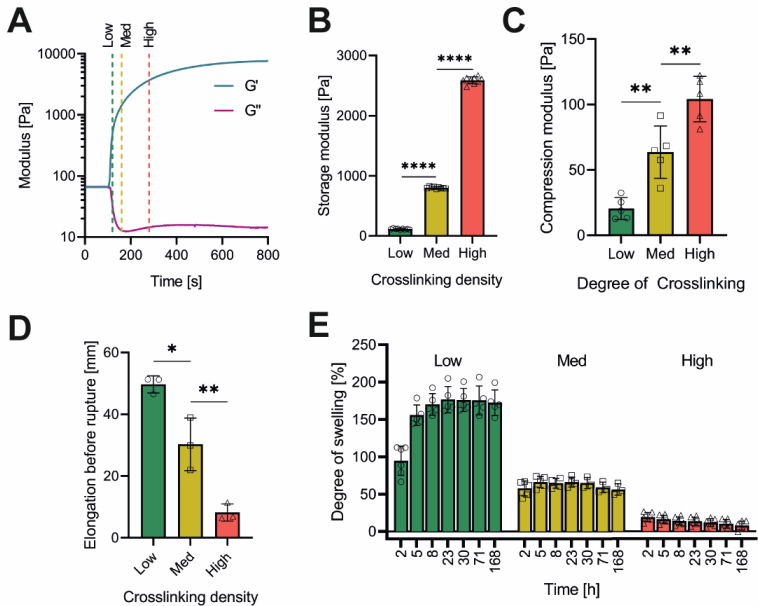 A
Low
Med
High
10000
1000
100
10
Modulus [Pa]
G'
G"
0
200
400
600
800
Time [s]
B
3000
2000
1000
0
Storage modulus [Pa]
****
****
Low
Med
High
Crosslinking density
C
150
100
50
0
Compression modulus [Pa]
**
**
Low
Med
High
Degree of Crosslinking
D
60
40
20
0
Elongation before rupture [mm]
*
**
Low
Med
High
Crosslinking density
E
250
200
150
100
50
0
Degree of swelling [%]
Low
Med
High
2 5 8 23 30 71 168
2 5 8 23 30 71 168
2 5 8 23 30 71 168
Time [h]